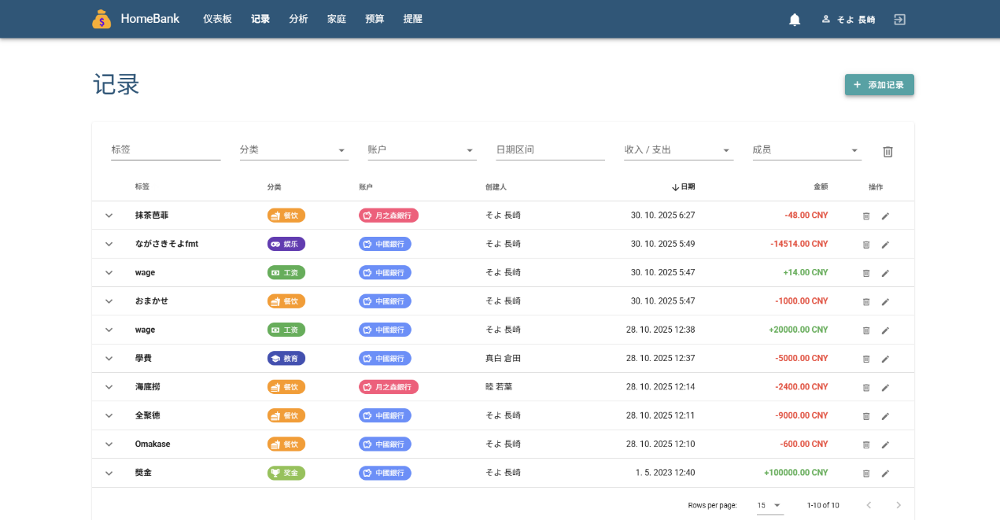 HomeBank 仪表板 记录 分析 家庭 预算 提醒 そよ 長崎
记录
添加记录
标签 分类 账户 日期区间 收入 / 支出 成员
标签 分类 账户 创建人 日期 金额 操作
抹茶芭菲 餐饮 月之森銀行 そよ 長崎 30. 10. 2025 6:27 -48.00 CNY
ながさきそよfmt 娱乐 中國銀行 そよ 長崎 30. 10. 2025 5:49 -14514.00 CNY
wage 工资 中國銀行 そよ 長崎 30. 10. 2025 5:47 +14.00 CNY
おまかせ 餐饮 中國銀行 そよ 長崎 30. 10. 2025 5:47 -1000.00 CNY
wage 工资 中國銀行 そよ 長崎 28. 10. 2025 12:38 +20000.00 CNY
學費 教育 中國銀行 真白 倉田 28. 10. 2025 12:37 -5000.00 CNY
海底捞 餐饮 月之森銀行 睦 若葉 28. 10. 2025 12:14 -2400.00 CNY
全聚德 餐饮 中國銀行 そよ 長崎 28. 10. 2025 12:11 -9000.00 CNY
Omakase 餐饮 中國銀行 そよ 長崎 28. 10. 2025 12:10 -600.00 CNY
獎金 奖金 中國銀行 そよ 長崎 1. 5. 2023 12:40 +100000.00 CNY
Rows per page: 15 1-10 of 10